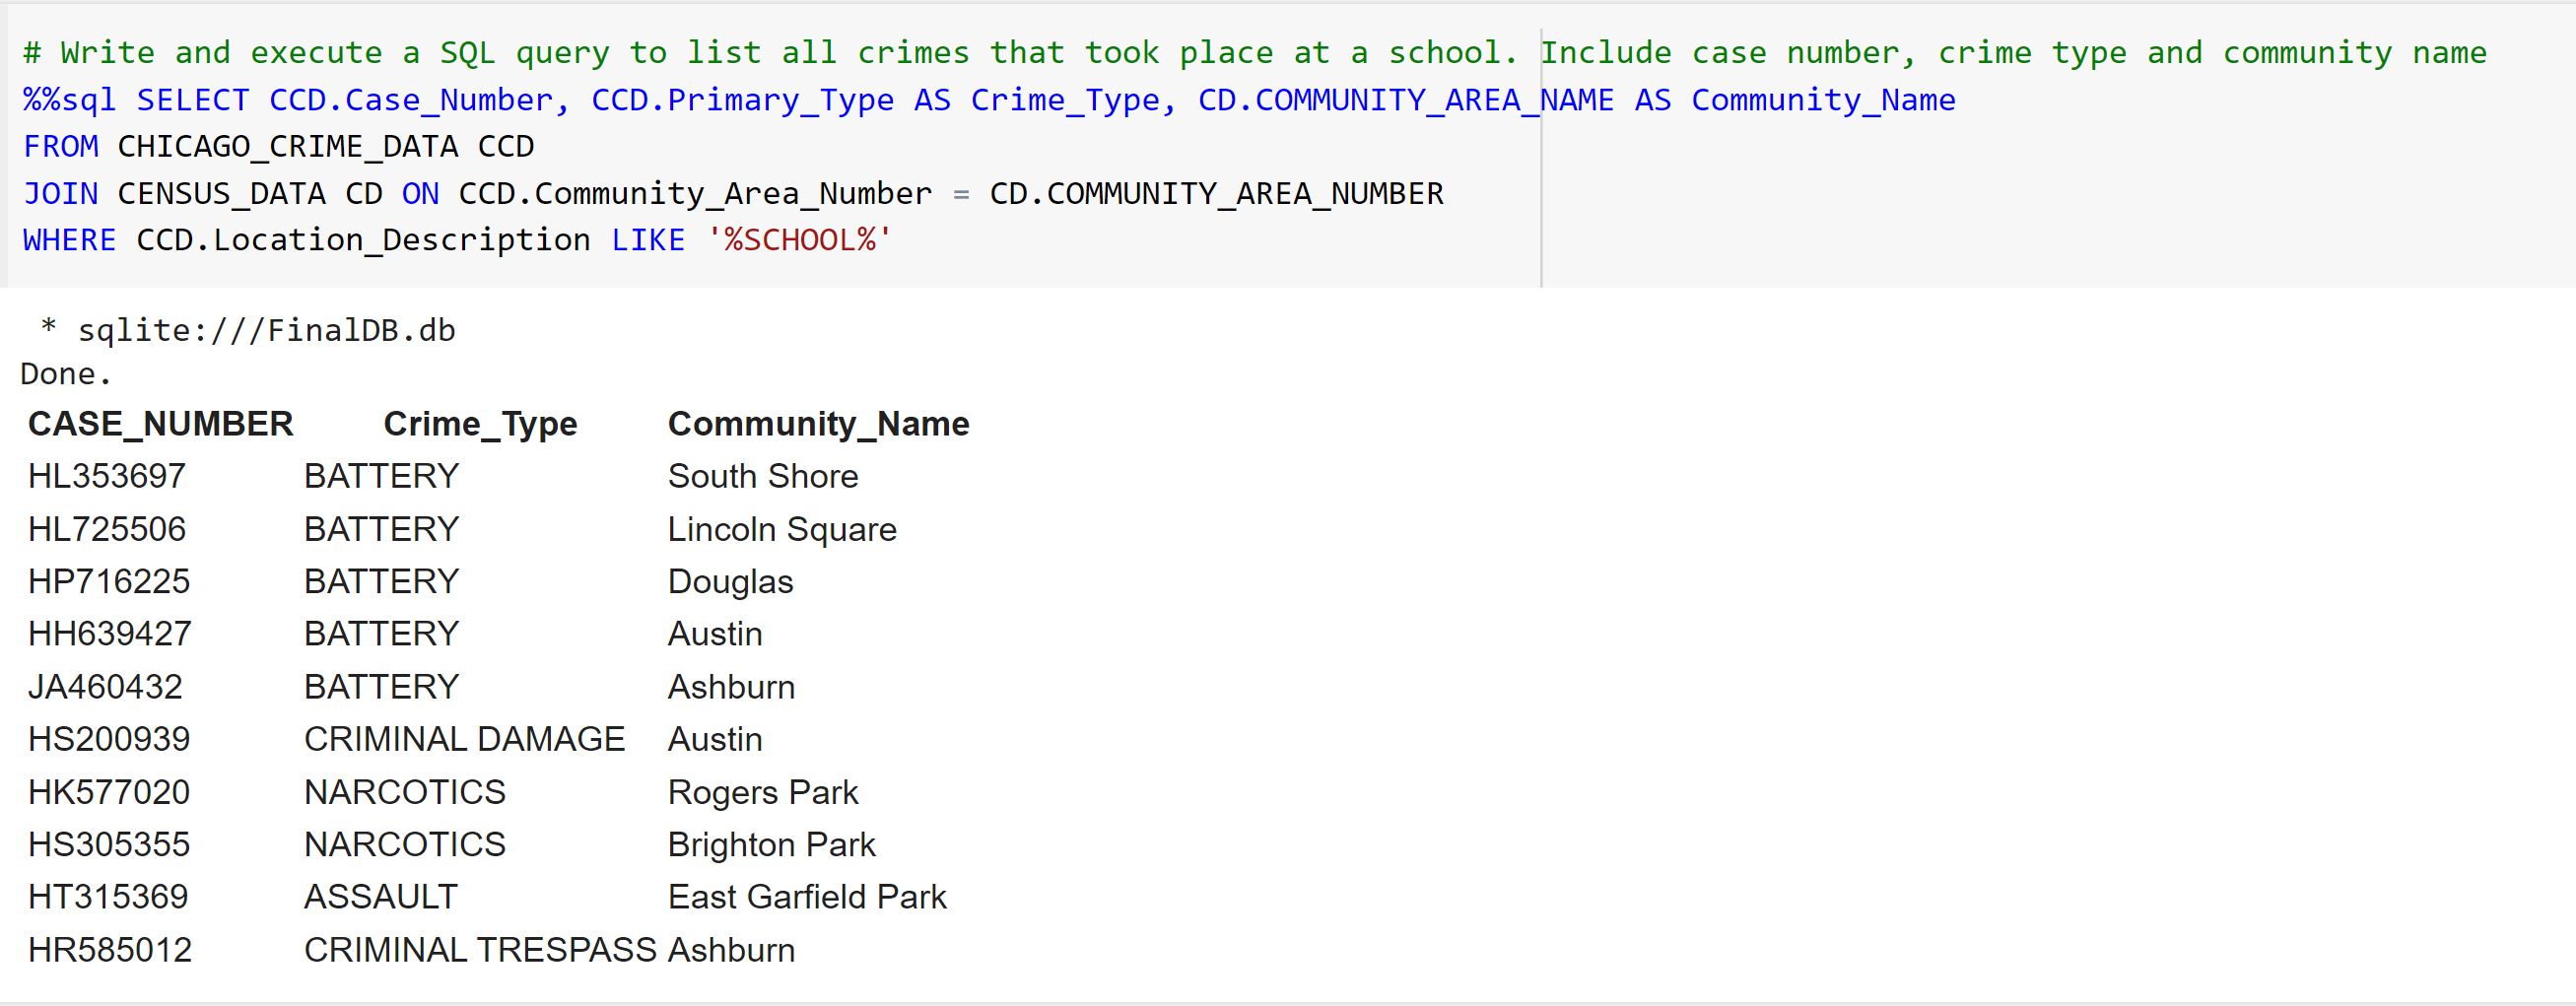 # Write and execute a SQL query to list all crimes that took place at a school. Include case number, crime type and community name
%%sql SELECT CCD.Case_Number, CCD.Primary_Type AS Crime_Type, CD.COMMUNITY_AREA_NAME AS Community_Name
FROM CHICAGO_CRIME_DATA CCD
JOIN CENSUS_DATA CD ON CCD.Community_Area_Number = CD.COMMUNITY_AREA_NUMBER
WHERE CCD.Location_Description LIKE '%SCHOOL%'
* sqlite:///FinalDB.db
Done.
CASE_NUMBER Crime_Type Community_Name
HL353697 BATTERY South Shore
HL725506 BATTERY Lincoln Square
HP716225 BATTERY Douglas
HH639427 BATTERY Austin
JA460432 BATTERY Ashburn
HS200939 CRIMINAL DAMAGE Austin
HK577020 NARCOTICS Rogers Park
HS305355 NARCOTICS Brighton Park
HT315369 ASSAULT East Garfield Park
HR585012 CRIMINAL TRESPASS Ashburn